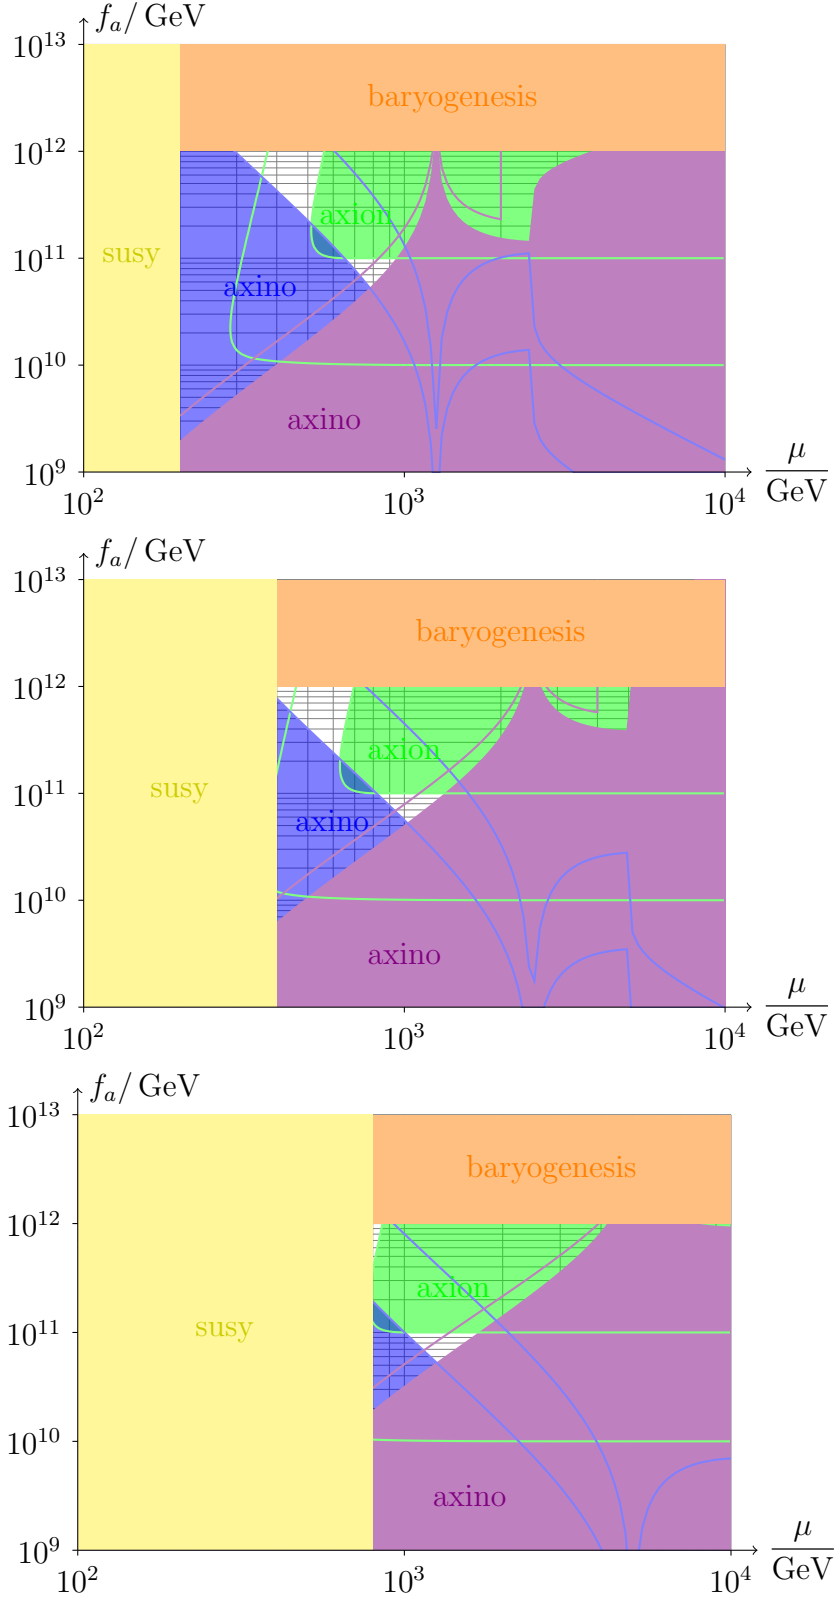 f_a/ GeV
10^13
baryogenesis
10^12
axion
10^11
susy
axino
10^10
axino
10^9
10^2
10^3
10^4
μ
GeV
f_a/ GeV
10^13
baryogenesis
10^12
axion
10^11
susy
axino
10^10
axino
10^9
10^2
10^3
10^4
μ
GeV
f_a/ GeV
10^13
baryogenesis
10^12
axion
10^11
susy
10^10
axino
10^9
10^2
10^3
10^4
μ
GeV